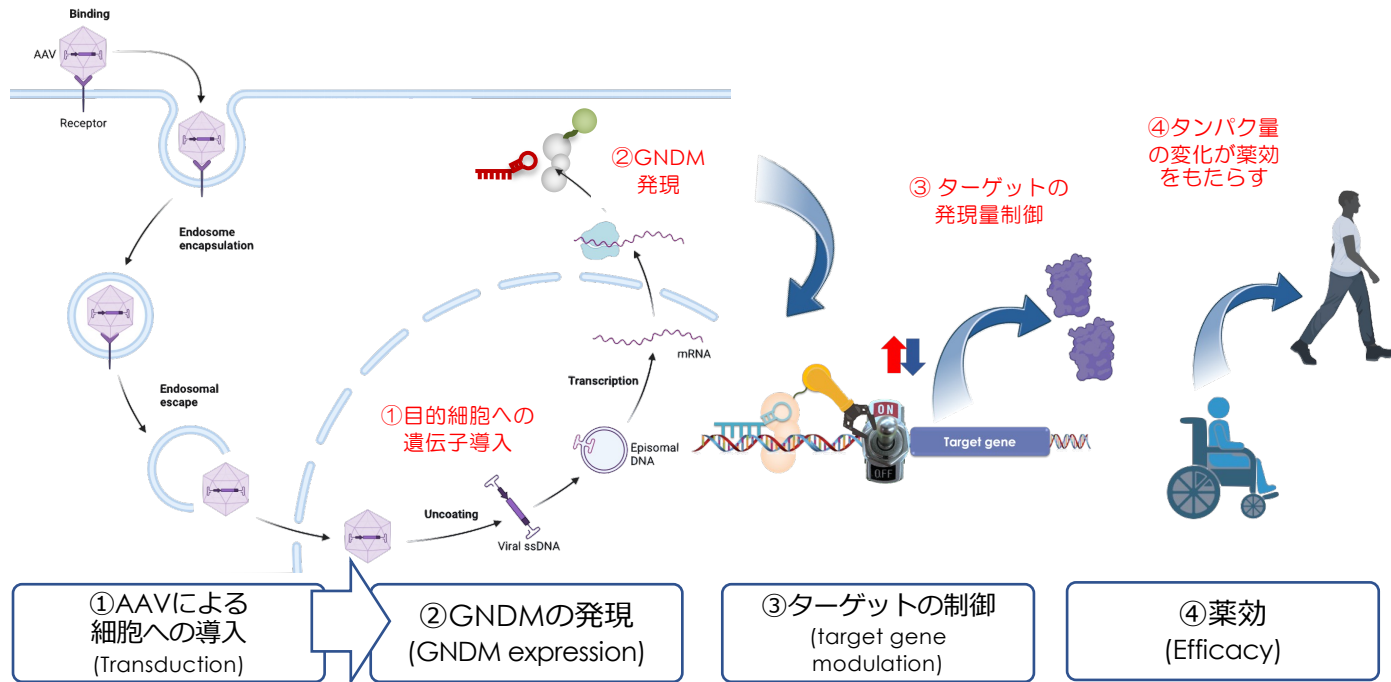 Binding
AAV
Receptor
Endosome
encapsulation
Endosomal
escape
①目的細胞への
遺伝子導入
Uncoating
Viral ssDNA
Episomal
DNA
Transcription
mRNA
②GNDM
発現
③ ターゲットの
発現量制御
ON
OFF
Target gene
④タンパク量
の変化が薬効
をもたらす
①AAVによる
細胞への導入
(Transduction)
②GNDMの発現
(GNDM expression)
③ターゲットの制御
(target gene
modulation)
④薬効
(Efficacy)